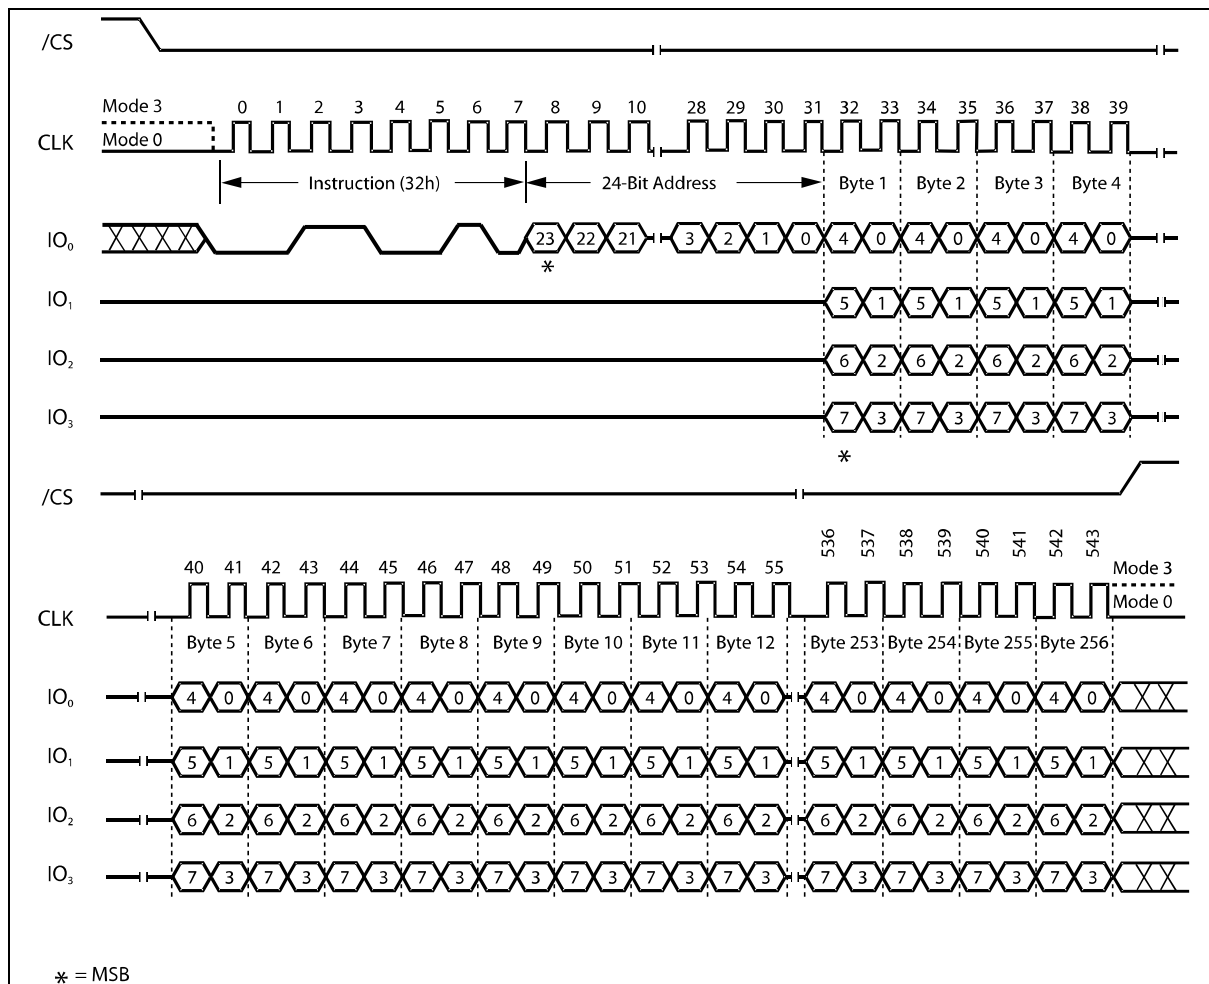 /CS
Mode 3
0 1 2 3 4 5 6 7 8 9 10 28 29 30 31 32 33 34 35 36 37 38 39
CLK
Mode 0
Instruction (32h) 24-Bit Address Byte 1 Byte 2 Byte 3 Byte 4
IO₀ 23 22 21 3 2 1 0 4 0 4 0 4 0 4 0
*
IO₁ 5 1 5 1 5 1 5 1
IO₂ 6 2 6 2 6 2 6 2
IO₃ 7 3 7 3 7 3 7 3
*
/CS
536 537 538 539 540 541 542 543
40 41 42 43 44 45 46 47 48 49 50 51 52 53 54 55 Mode 3
CLK Mode 0
Byte 5 Byte 6 Byte 7 Byte 8 Byte 9 Byte 10 Byte 11 Byte 12 Byte 253 Byte 254 Byte 255 Byte 256
IO₀ 4 0 4 0 4 0 4 0 4 0 4 0 4 0 4 0 4 0 4 0 4 0 4 0
IO₁ 5 1 5 1 5 1 5 1 5 1 5 1 5 1 5 1 5 1 5 1 5 1 5 1
IO₂ 6 2 6 2 6 2 6 2 6 2 6 2 6 2 6 2 6 2 6 2 6 2 6 2
IO₃ 7 3 7 3 7 3 7 3 7 3 7 3 7 3 7 3 7 3 7 3 7 3 7 3
* = MSB